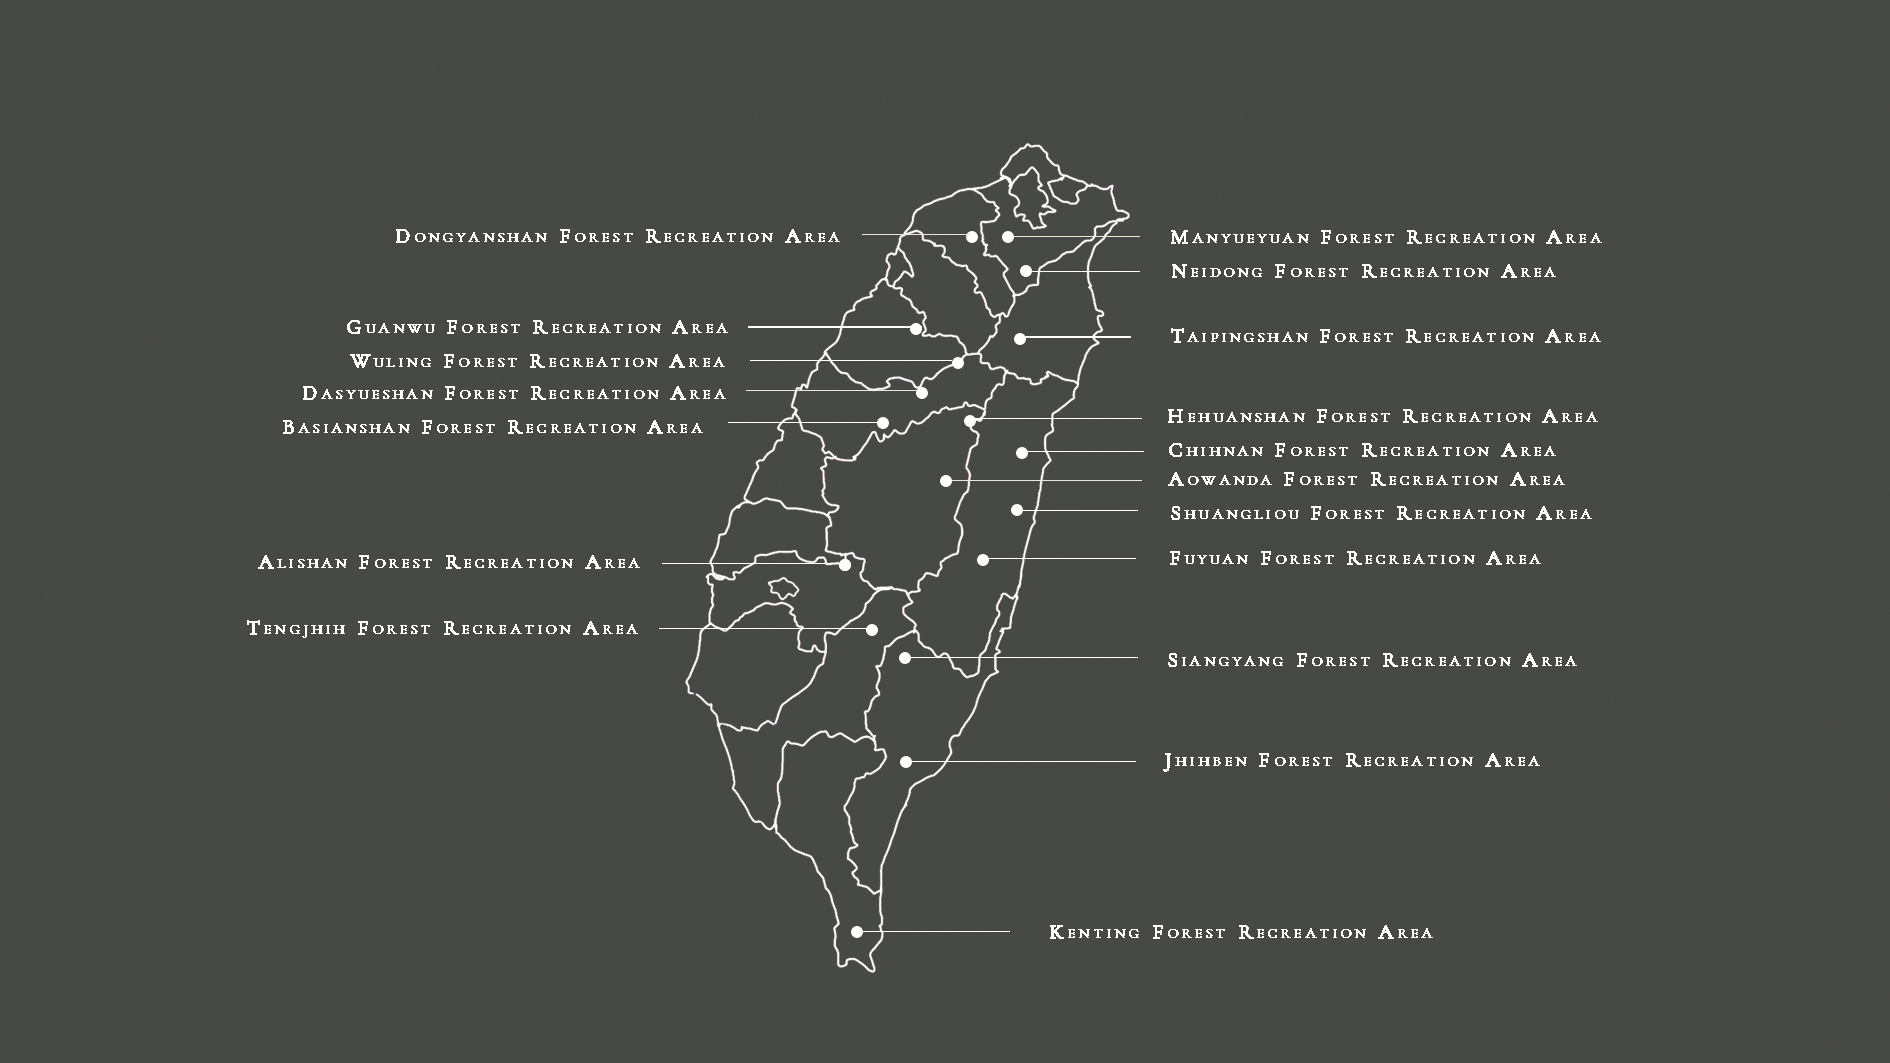 Dongyanshan Forest Recreation Area
Guanwu Forest Recreation Area
Wuling Forest Recreation Area
Dasyueshan Forest Recreation Area
Basianshan Forest Recreation Area
Alishan Forest Recreation Area
Tengjhih Forest Recreation Area
Manyueyuan Forest Recreation Area
Neidong Forest Recreation Area
Taipingshan Forest Recreation Area
Hehuanshan Forest Recreation Area
Chihnan Forest Recreation Area
Aowanda Forest Recreation Area
Shuangliou Forest Recreation Area
Fuyuan Forest Recreation Area
Siangyang Forest Recreation Area
Jhihben Forest Recreation Area
Kenting Forest Recreation Area